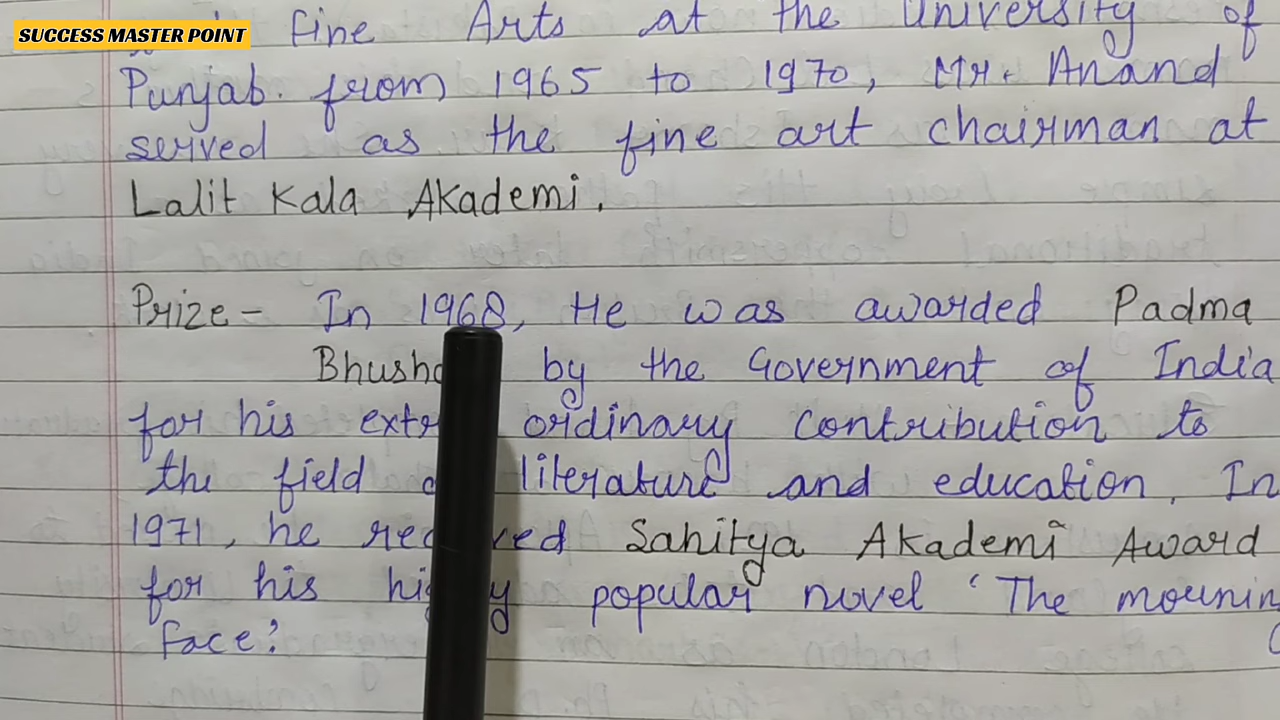 SUCCESS MASTER POINT
fine Arts at the University of
Punjab. from 1965 to 1970, Mr. Anand
served as the fine art chairman at
Lalit Kala Akademi.
Prize - In 1968, He was awarded Padma
by the Government of India
for his ordinary contribution to
the field literature and education. In
1971, he Sahitya Akademi Award
for his popular novel 'The mourning
face'